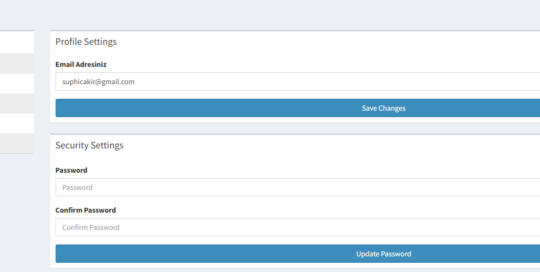 Profile Settings
Email Adresiniz
suphicakir@gmail.com
Save Changes
Security Settings
Password
Password
Confirm Password
Confirm Password
Update Password